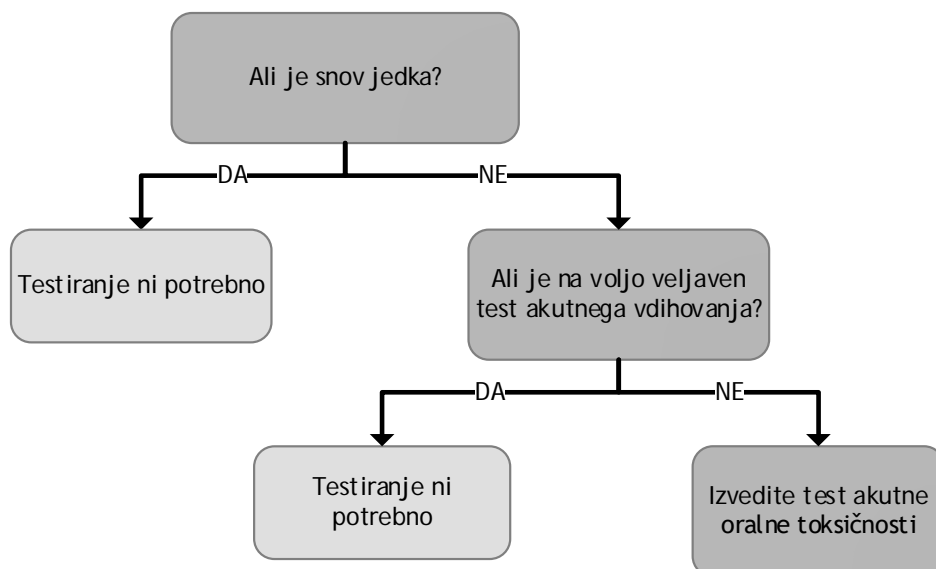 Ali je snov jedka?
DA
NE
Testiranje ni potrebno
Ali je na voljo veljaven
test akutnega vdihovanja?
DA
NE
Testiranje ni
potrebno
Izvedite test akutne
oralne toksičnosti